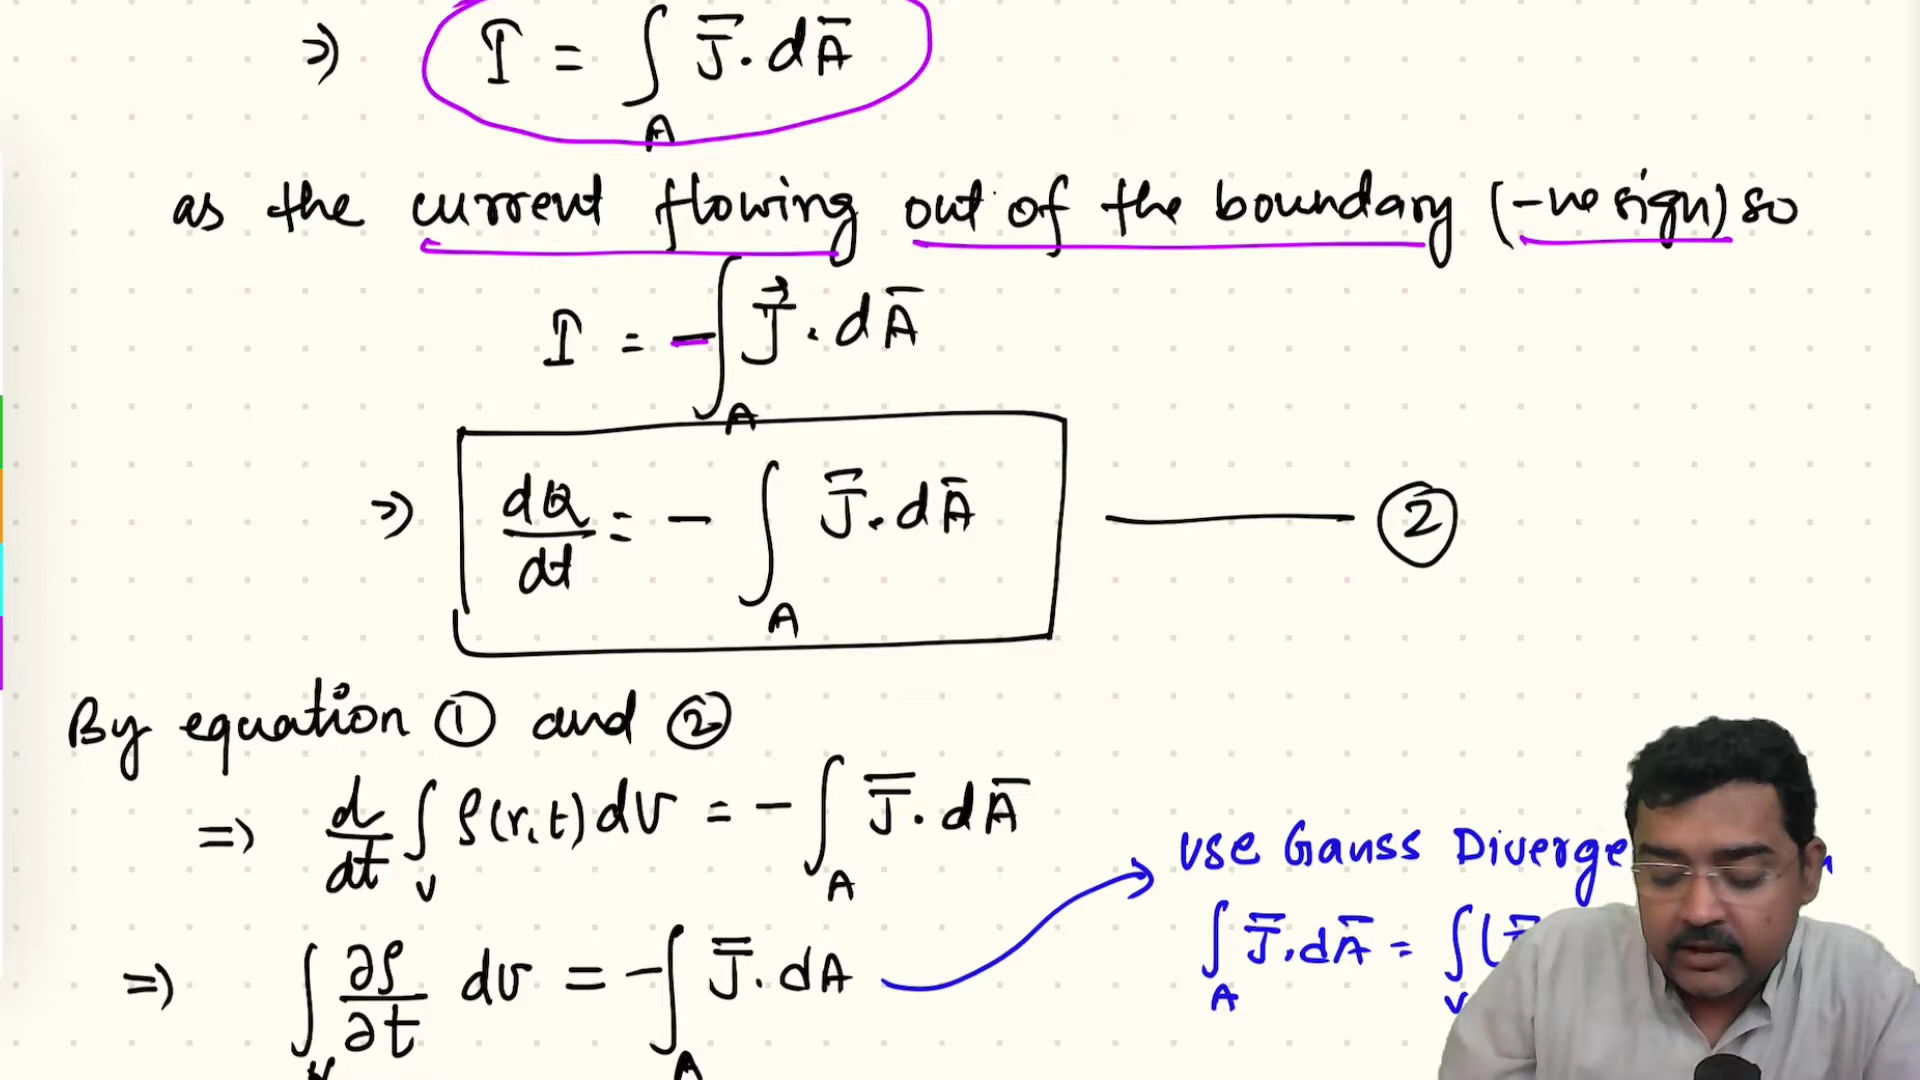 ⇒) I = ∫_A J̄ . dĀ
as the current flowing out of the boundary (-ve sign) so
I = - ∫_A J⃗ . dĀ
⇒) dQ/dt = - ∫_A J̄ . dĀ ——— ②
By equation ① and ②
⇒) d/dt ∫_V ρ(r,t) dv = - ∫_A J̄ . dĀ
use Gauss
∫_A J̄ . dĀ = ∫_V (
⇒) ∫_V ∂ρ/∂t dv = - ∫_A J̄ . dA